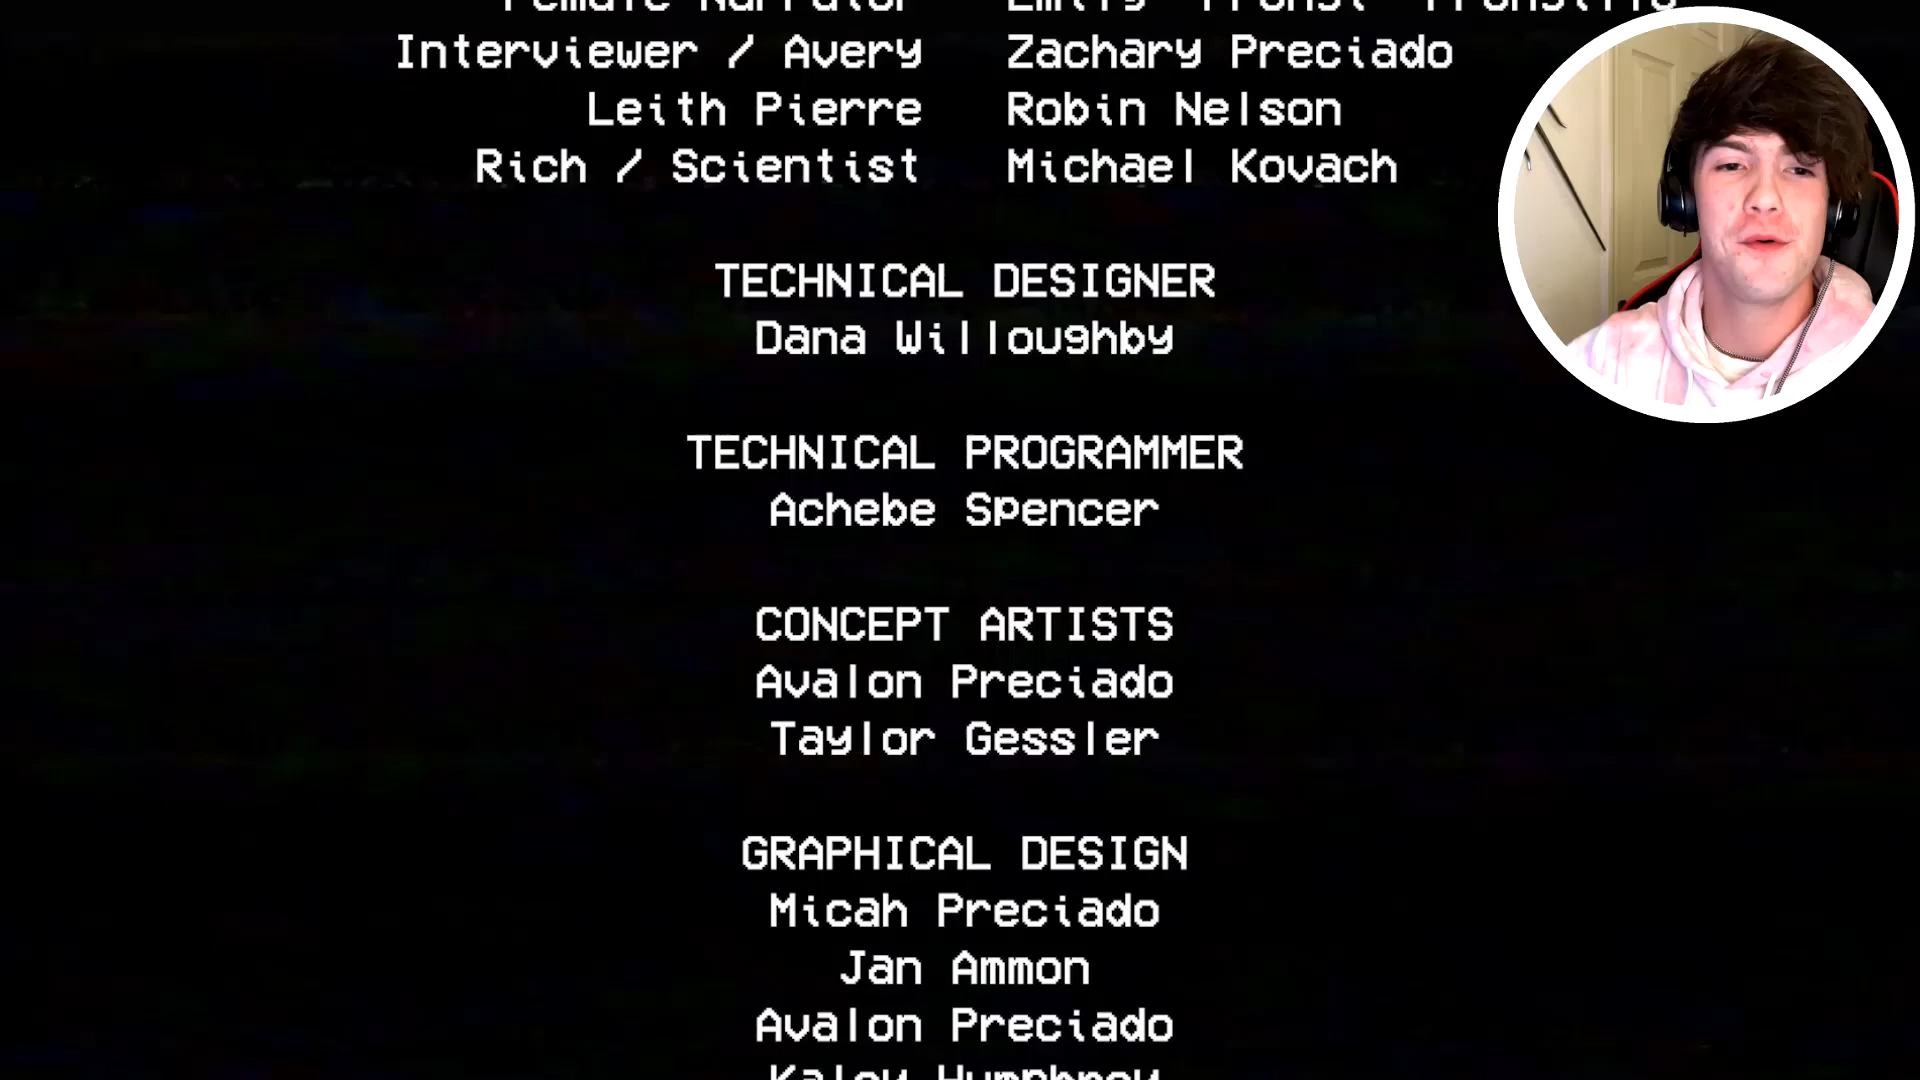 Interviewer / Avery Zachary Preciado
Leith Pierre Robin Nelson
Rich / Scientist Michael Kovach
TECHNICAL DESIGNER
Dana Willoughby
TECHNICAL PROGRAMMER
Achebe Spencer
CONCEPT ARTISTS
Avalon Preciado
Taylor Gessler
GRAPHICAL DESIGN
Micah Preciado
Jan Ammon
Avalon Preciado